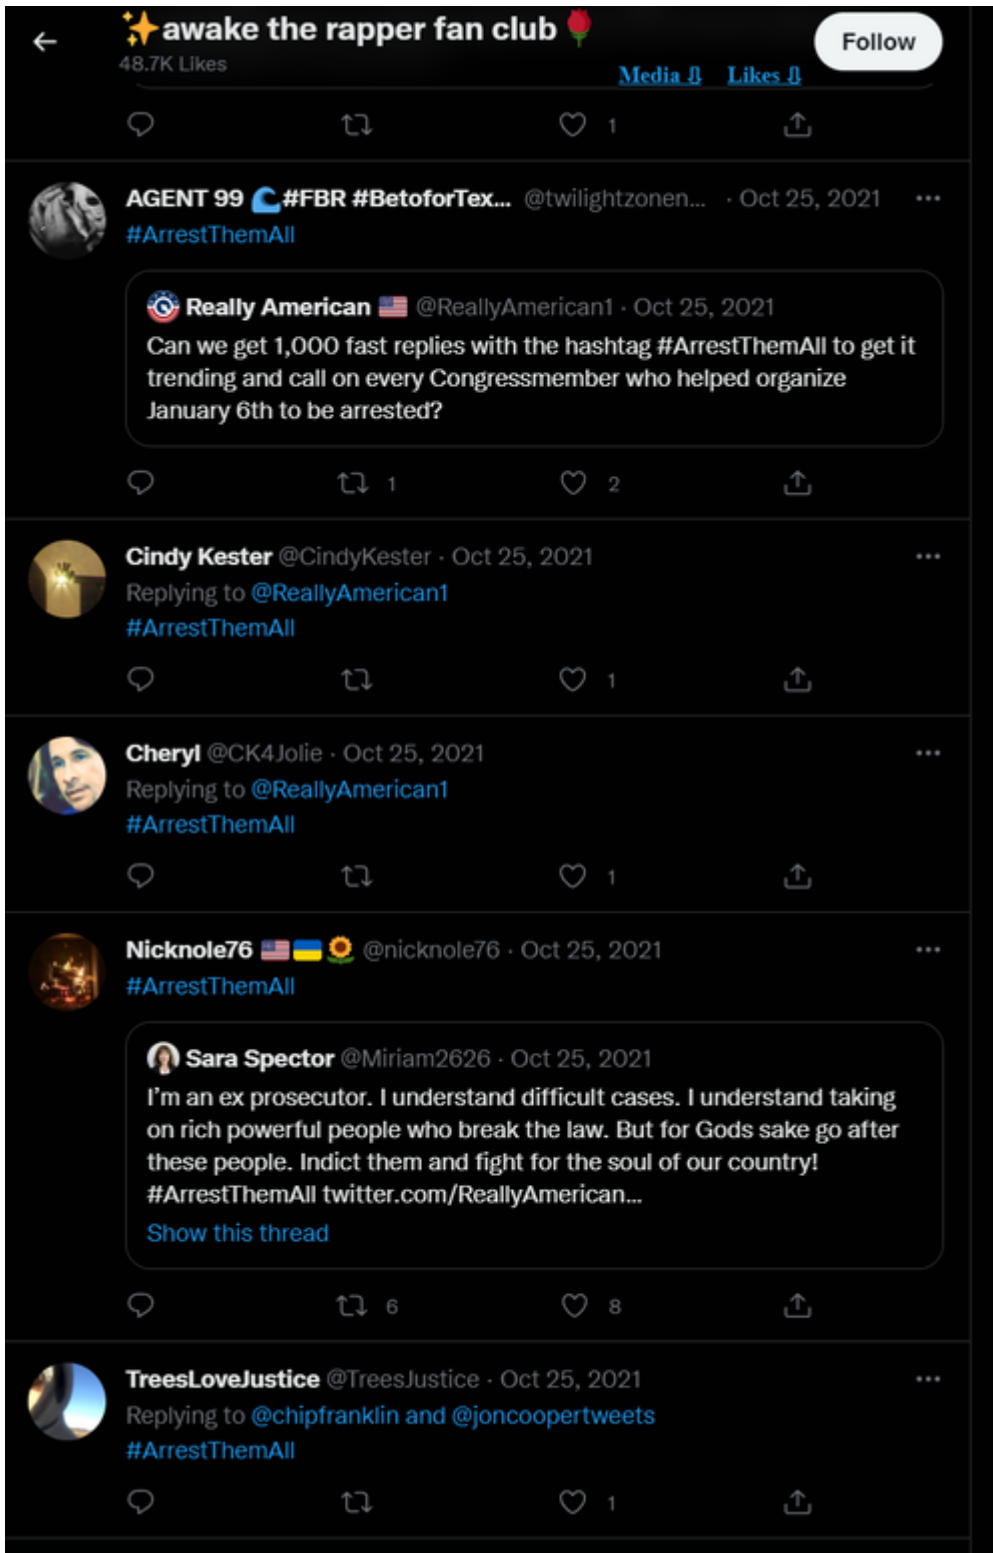 ✨awake the rapper fan club🌹
48.7K Likes
Follow
Media ⇩ Likes ⇩
1
AGENT 99 🌊#FBR #BetoforTex... @twilightzonen... · Oct 25, 2021
#ArrestThemAll
Really American 🇺🇸 @ReallyAmerican1 · Oct 25, 2021
Can we get 1,000 fast replies with the hashtag #ArrestThemAll to get it
trending and call on every Congressmember who helped organize
January 6th to be arrested?
1 2
Cindy Kester @CindyKester · Oct 25, 2021
Replying to @ReallyAmerican1
#ArrestThemAll
1
Cheryl @CK4Jolie · Oct 25, 2021
Replying to @ReallyAmerican1
#ArrestThemAll
1
Nicknole76 🇺🇸🇺🇦🌻 @nicknole76 · Oct 25, 2021
#ArrestThemAll
Sara Spector @Miriam2626 · Oct 25, 2021
I'm an ex prosecutor. I understand difficult cases. I understand taking
on rich powerful people who break the law. But for Gods sake go after
these people. Indict them and fight for the soul of our country!
#ArrestThemAll twitter.com/ReallyAmerican...
Show this thread
6 8
TreesLoveJustice @TreesJustice · Oct 25, 2021
Replying to @chipfranklin and @joncoopertweets
#ArrestThemAll
1